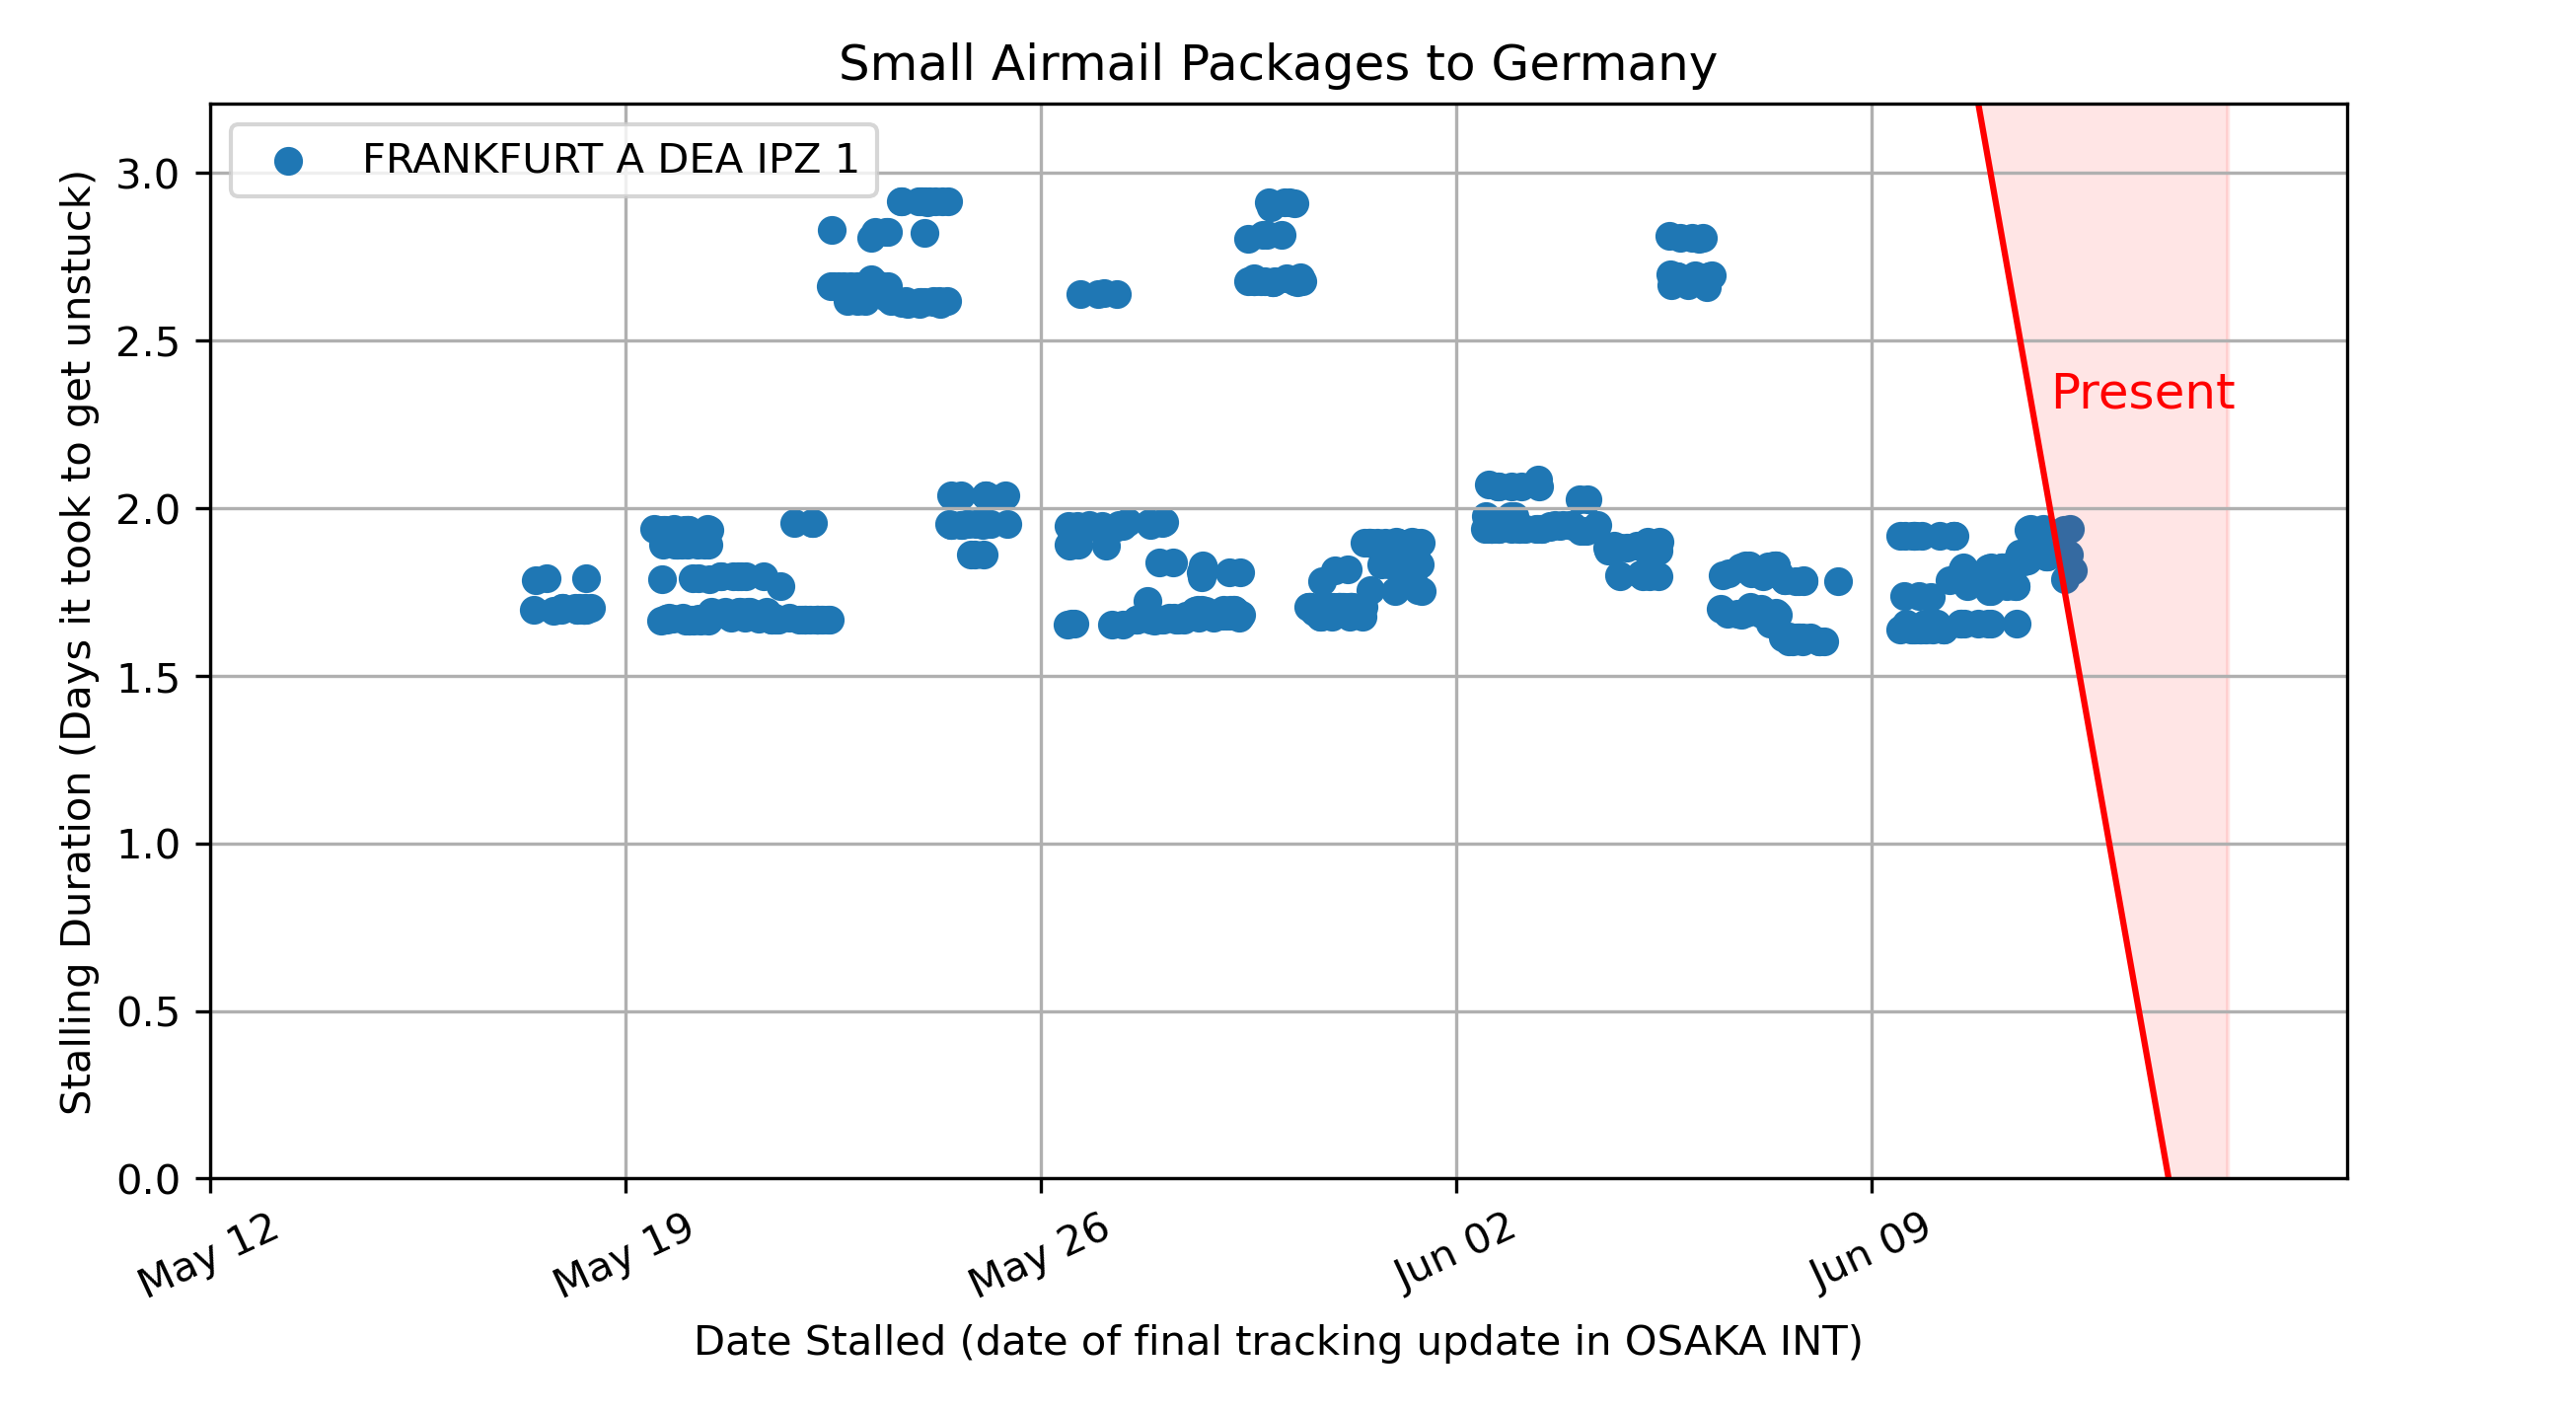 Small Airmail Packages to Germany
FRANKFURT A DEA IPZ 1
Stalling Duration (Days it took to get unstuck)
3.0
2.5
2.0
1.5
1.0
0.5
0.0
Present
May 12
May 19
May 26
Jun 02
Jun 09
Date Stalled (date of final tracking update in OSAKA INT)